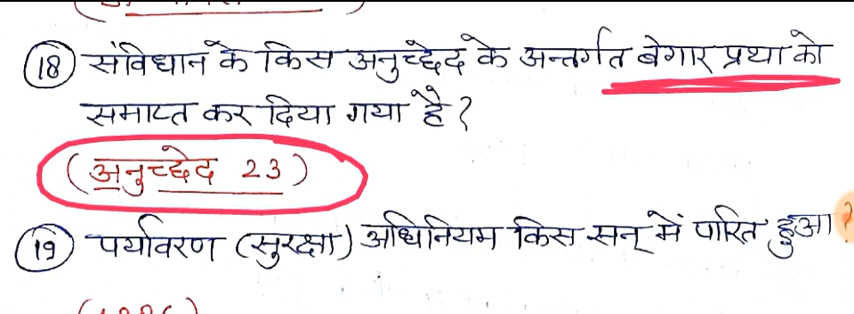 (18) संविधान के किस अनुच्छेद के अन्तर्गत बेगार प्रथा को
समाप्त कर दिया गया है?
(अनुच्छेद 23)
(19) पर्यावरण (सुरक्षा) अधिनियम किस सन् में पारित हुआ?